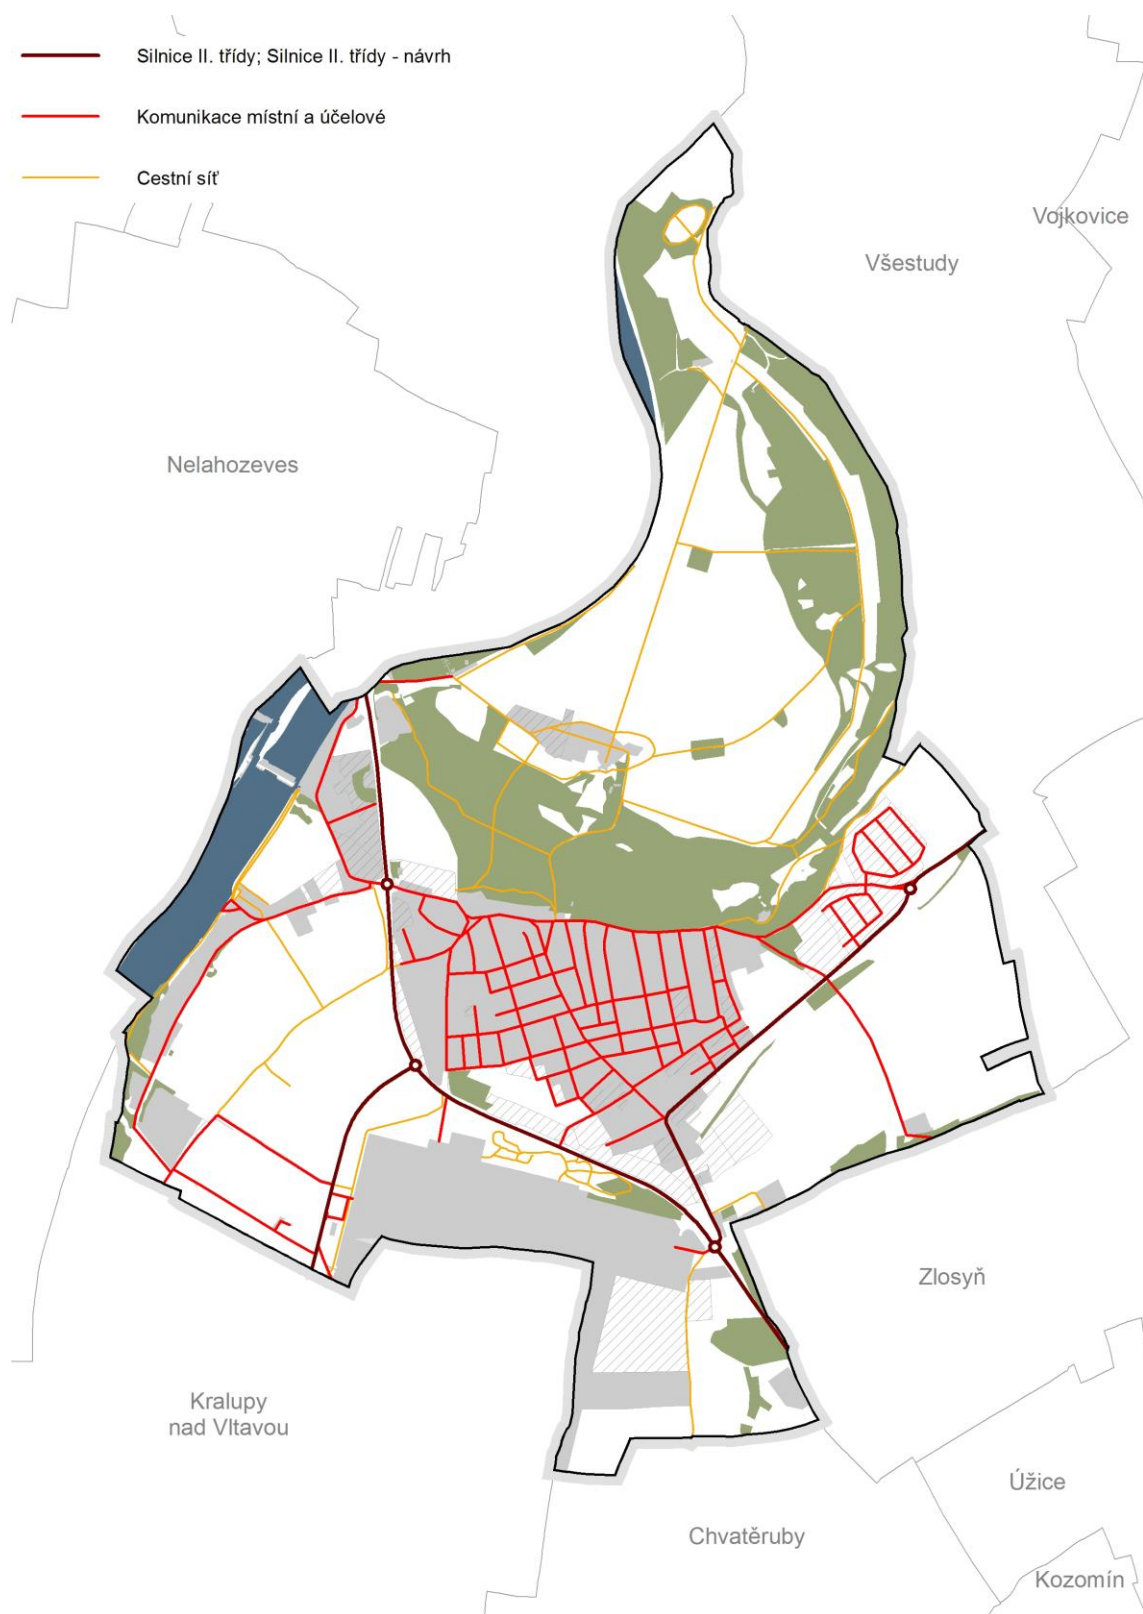 Silnice II. třídy; Silnice II. třídy - návrh
Komunikace místní a účelové
Cestní síť
Vojkovice
Všestudy
Nelahozeves
Zlosyň
Kralupy
nad Vltavou
Úžice
Chvatěruby
Kozomín